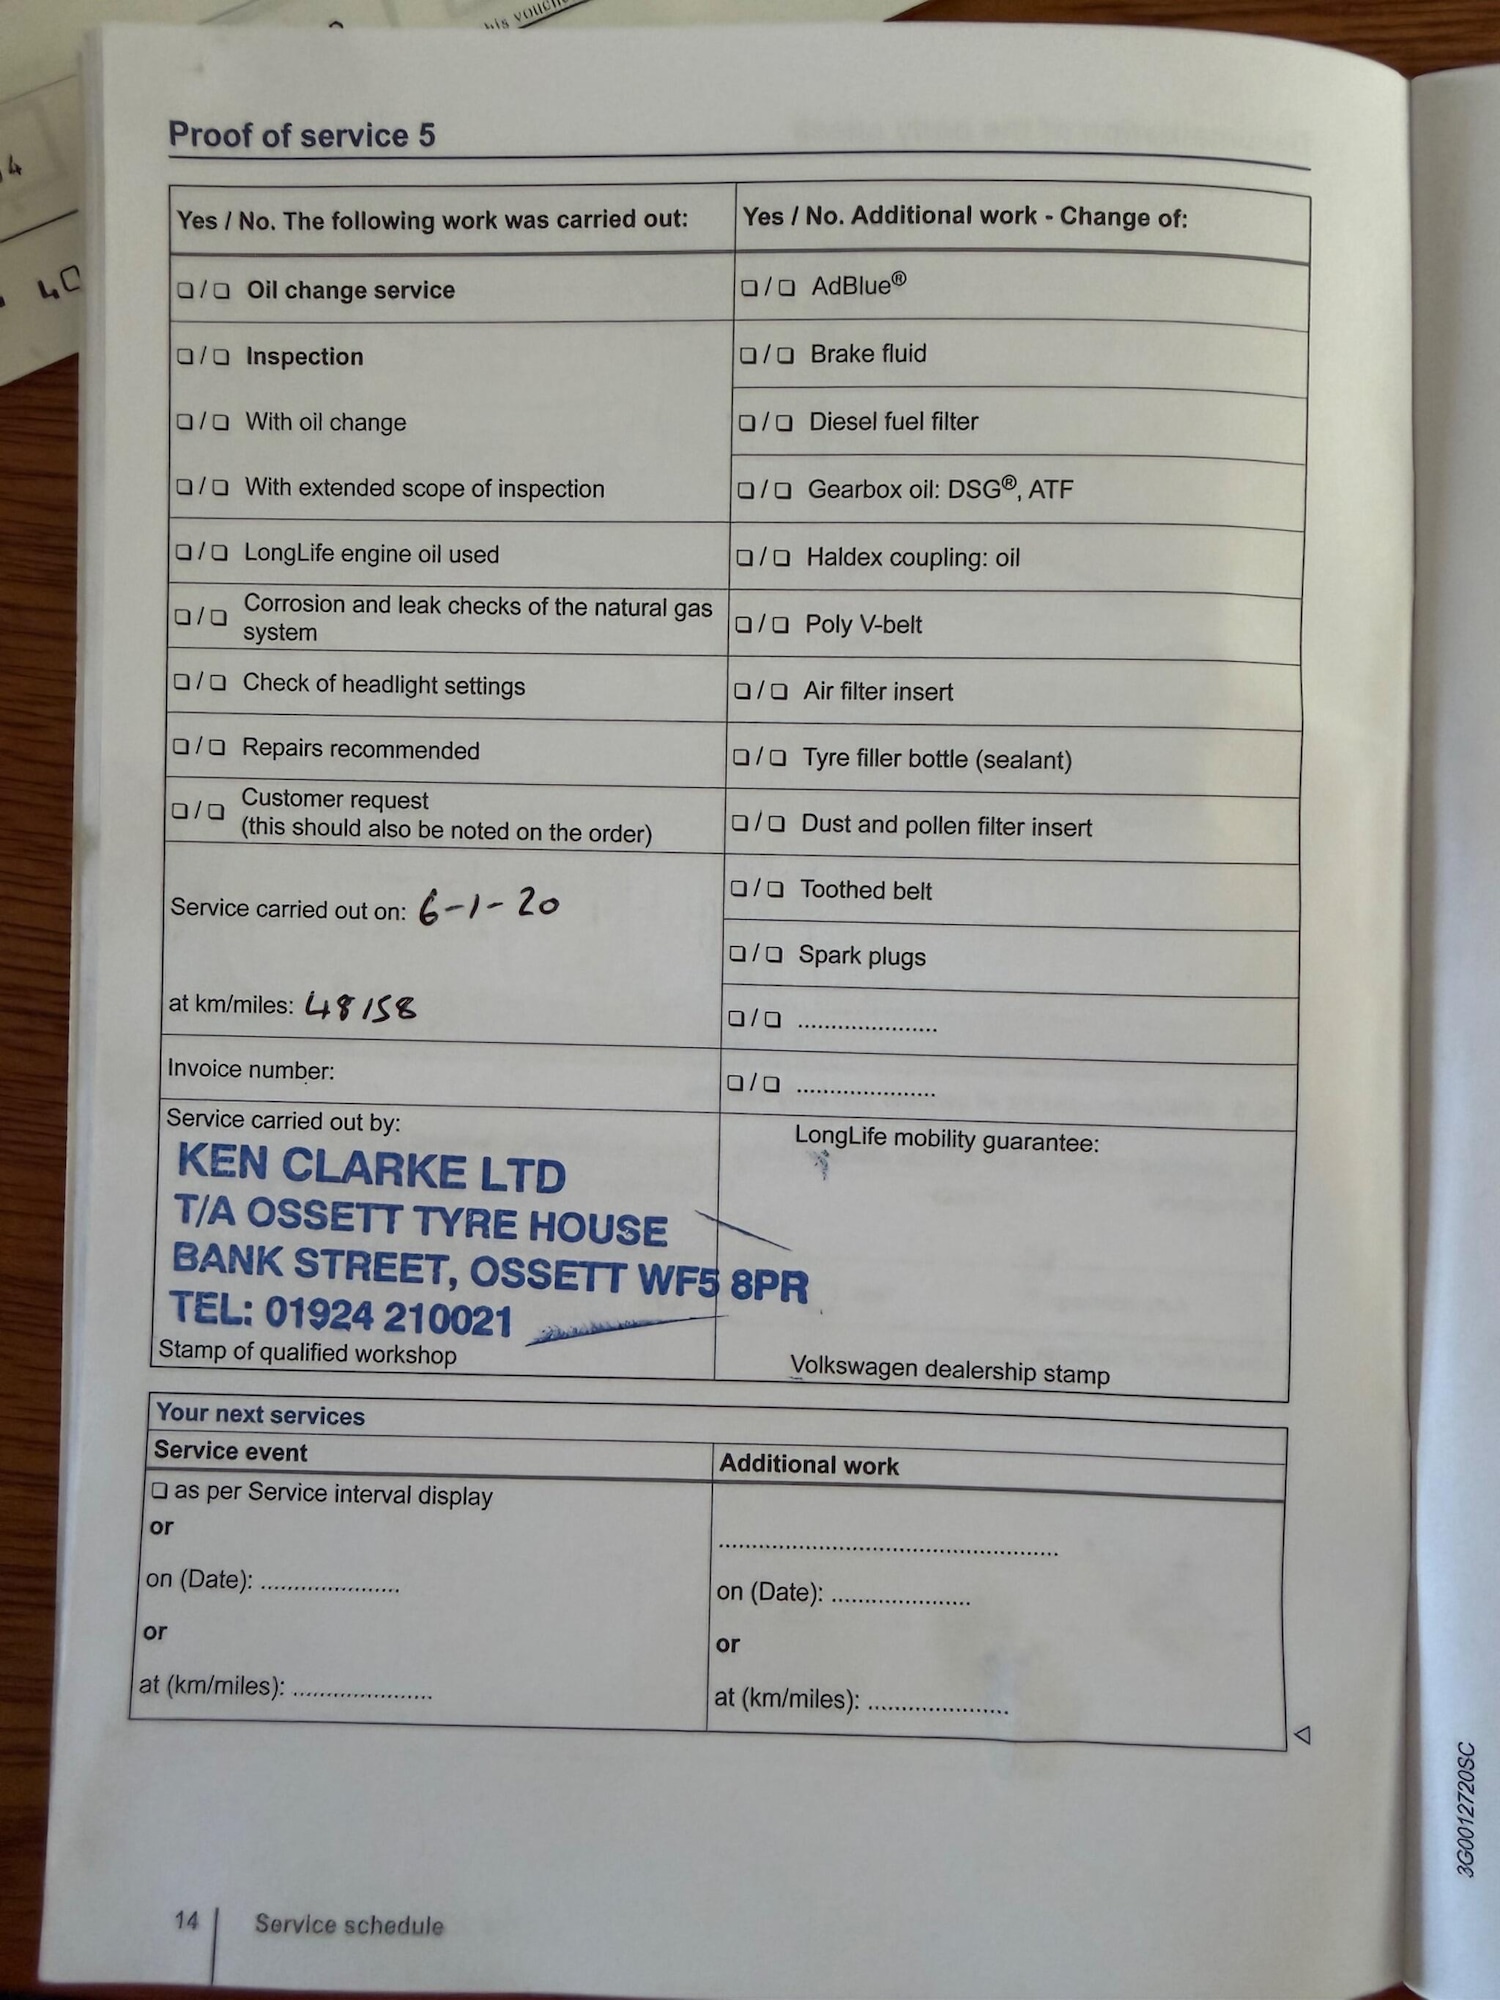 his vouch
4
40
Proof of service 5
Yes / No. The following work was carried out:
❏ / ❏ Oil change service
❏ / ❏ Inspection
❏ / ❏ With oil change
❏ / ❏ With extended scope of inspection
❏ / ❏ LongLife engine oil used
❏ / ❏ Corrosion and leak checks of the natural gas
system
❏ / ❏ Check of headlight settings
❏ / ❏ Repairs recommended
❏ / ❏ Customer request
(this should also be noted on the order)
Service carried out on: 6-1-20
at km/miles: 48158
Invoice number:
Service carried out by:
KEN CLARKE LTD
T/A OSSETT TYRE HOUSE
BANK STREET, OSSETT WF5 8PR
TEL: 01924 210021
Stamp of qualified workshop
Yes / No. Additional work - Change of:
❏ / ❏ AdBlue®
❏ / ❏ Brake fluid
❏ / ❏ Diesel fuel filter
❏ / ❏ Gearbox oil: DSG®, ATF
❏ / ❏ Haldex coupling: oil
❏ / ❏ Poly V-belt
❏ / ❏ Air filter insert
❏ / ❏ Tyre filler bottle (sealant)
❏ / ❏ Dust and pollen filter insert
❏ / ❏ Toothed belt
❏ / ❏ Spark plugs
❏ / ❏ .....................
❏ / ❏ .....................
LongLife mobility guarantee:
Volkswagen dealership stamp
Your next services
Service event
❏ as per Service interval display
or
on (Date): .....................
or
at (km/miles): .....................
Additional work
...................................................
on (Date): .....................
or
at (km/miles): .....................
14 Service schedule
3G0012720SC